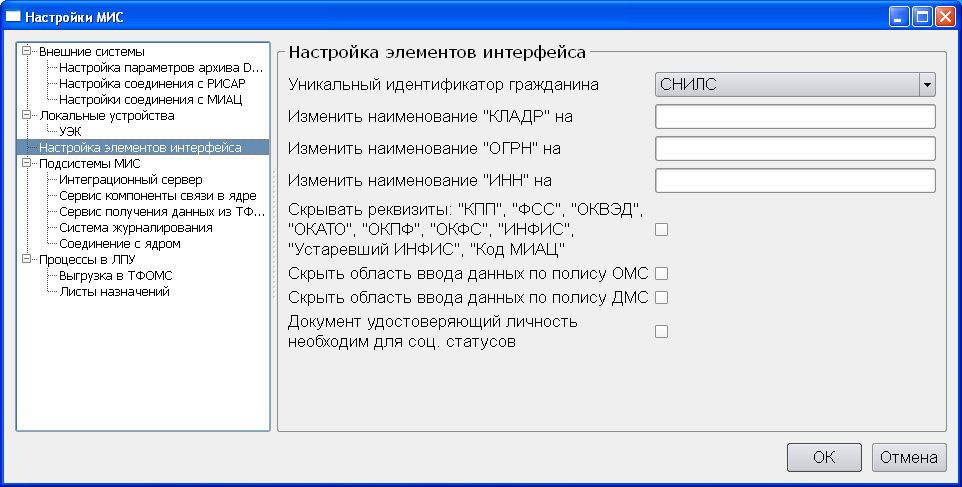 Настройки МИС
Внешние системы
Настройка параметров архива D...
Настройка соединения с РИСАР
Настройки соединения с МИАЦ
Локальные устройства
УЭК
Настройка элементов интерфейса
Подсистемы МИС
Интеграционный сервер
Сервис компоненты связи в ядре
Сервис получения данных из ТФ...
Система журналирования
Соединение с ядром
Процессы в ЛПУ
Выгрузка в ТФОМС
Листы назначений
Настройка элементов интерфейса
Уникальный идентификатор гражданина
СНИЛС
Изменить наименование "КЛАДР" на
Изменить наименование "ОГРН" на
Изменить наименование "ИНН" на
Скрывать реквизиты: "КПП", "ФСС", "ОКВЭД",
"ОКАТО", "ОКПФ", "ОКФС", "ИНФИС",
"Устаревший ИНФИС", "Код МИАЦ"
Скрыть область ввода данных по полису ОМС
Скрыть область ввода данных по полису ДМС
Документ удостоверяющий личность
необходим для соц. статусов
ОК
Отмена